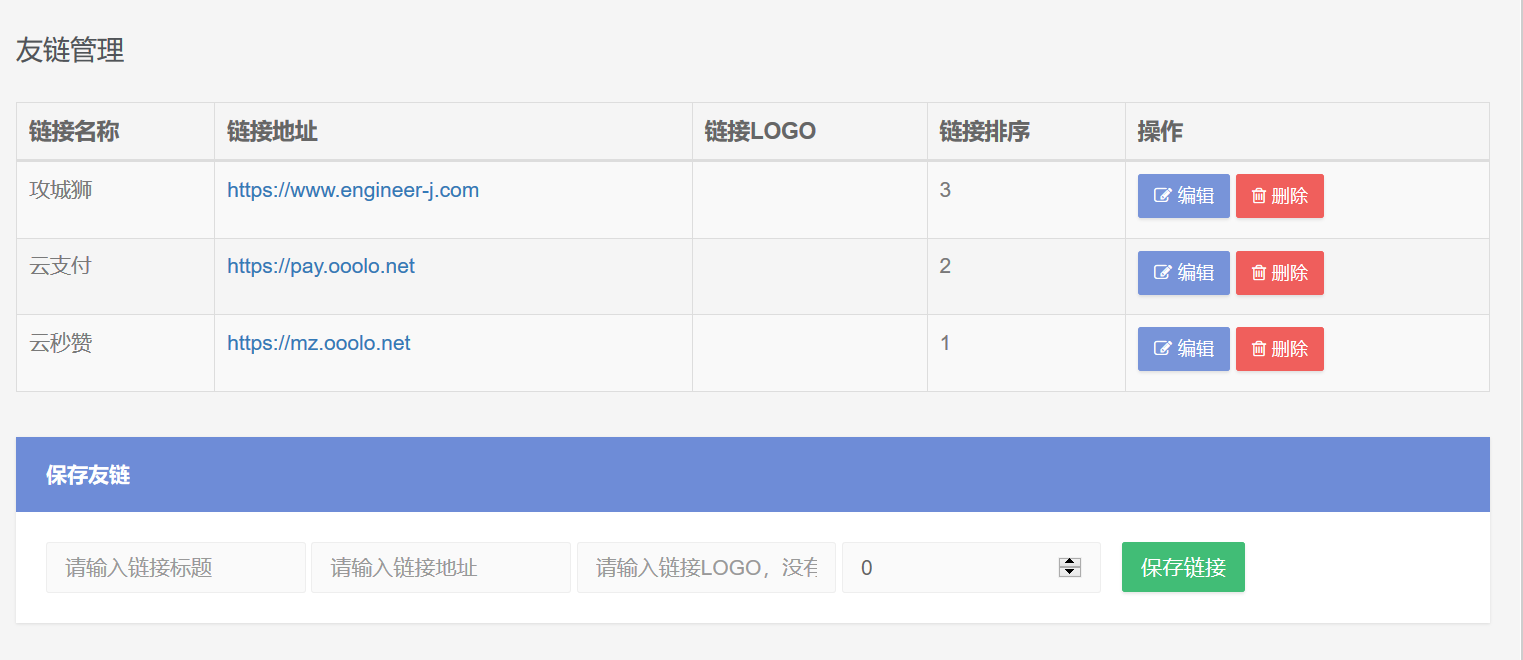 友链管理
链接名称 链接地址 链接LOGO 链接排序 操作
攻城狮 https://www.engineer-j.com 3 编辑 删除
云支付 https://pay.ooolo.net 2 编辑 删除
云秒赞 https://mz.ooolo.net 1 编辑 删除
保存友链
请输入链接标题 请输入链接地址 请输入链接LOGO，没有 0 保存链接